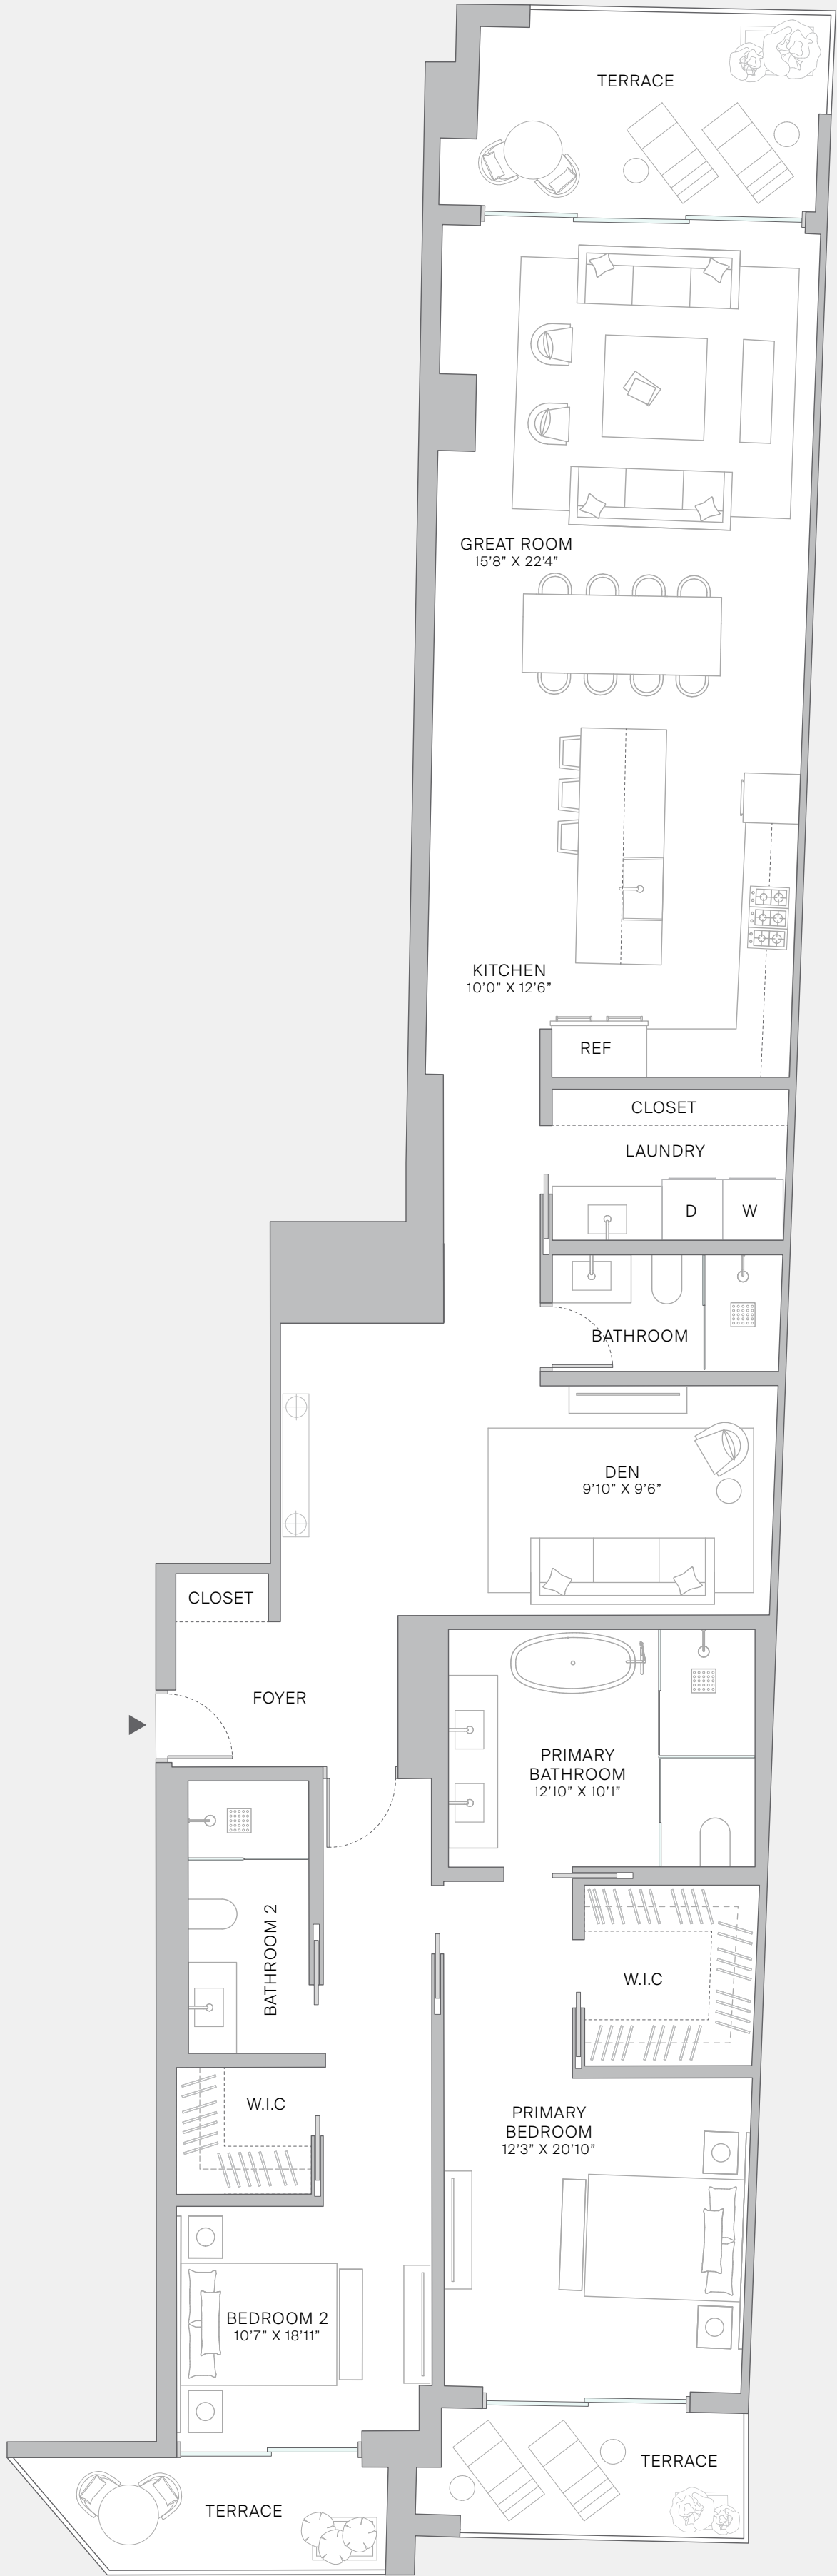 TERRACE
GREAT ROOM
15'8" X 22'4"
KITCHEN
10'0" X 12'6"
REF
CLOSET
LAUNDRY
D
W
BATHROOM
DEN
9'10" X 9'6"
CLOSET
FOYER
PRIMARY
BATHROOM
12'10" X 10'1"
BATHROOM 2
W.I.C
W.I.C
PRIMARY
BEDROOM
12'3" X 20'10"
BEDROOM 2
10'7" X 18'11"
TERRACE
TERRACE